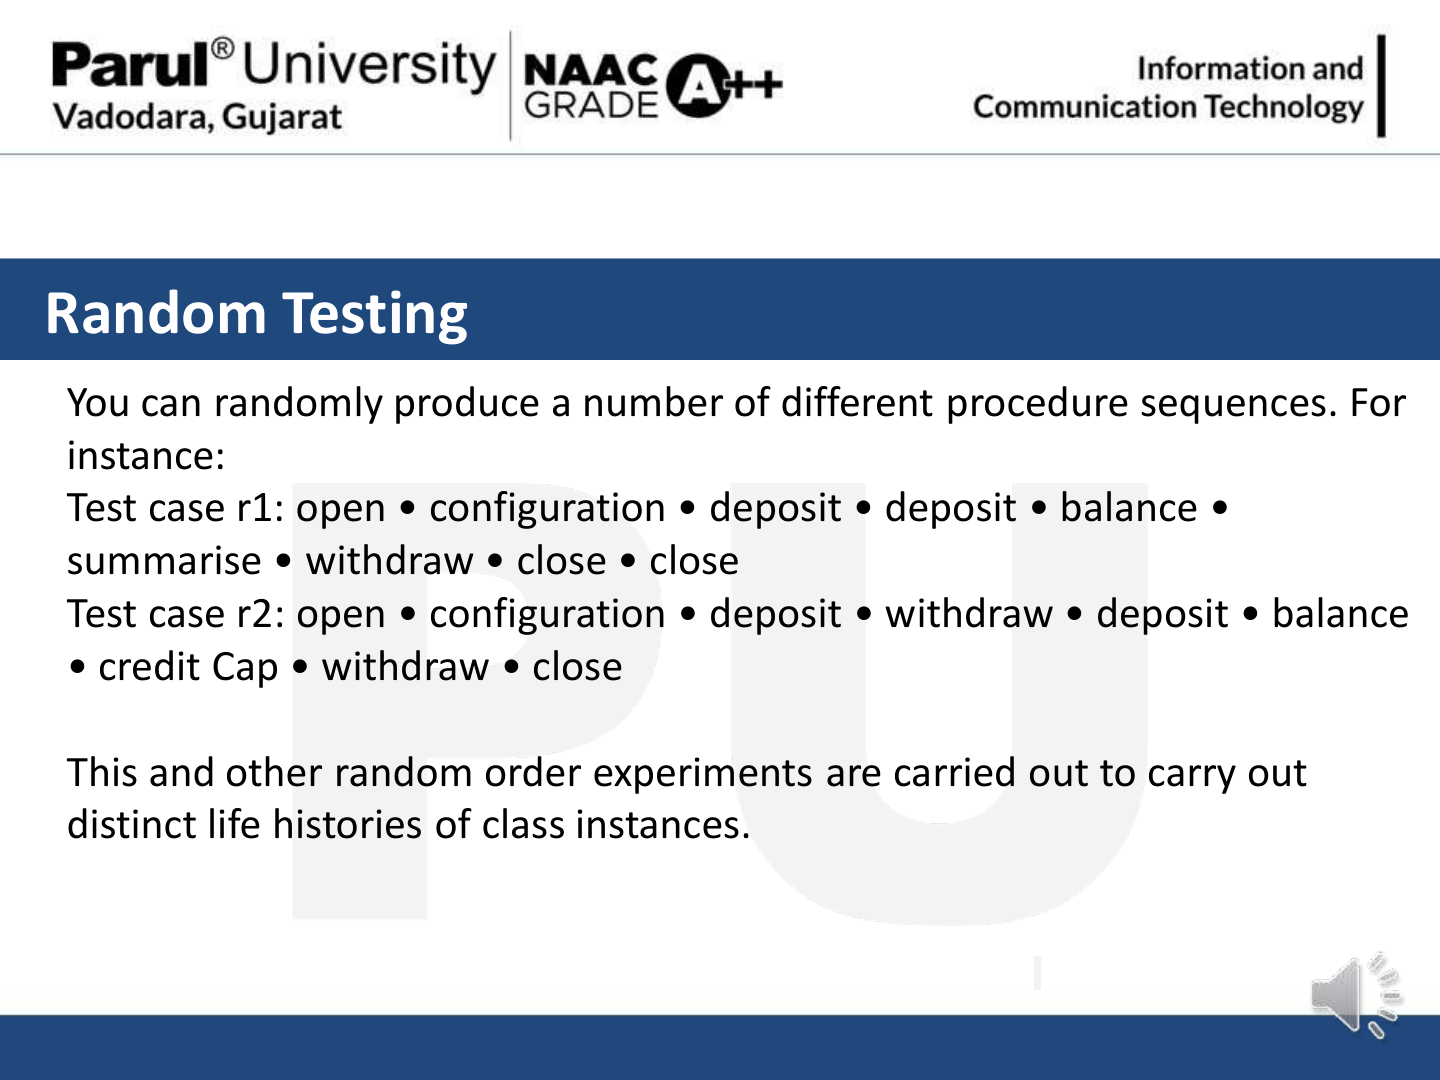 Parul® University
Vadodara, Gujarat
NAAC
GRADE A++
Information and
Communication Technology
Random Testing
You can randomly produce a number of different procedure sequences. For
instance:
Test case r1: open • configuration • deposit • deposit • balance •
summarise • withdraw • close • close
Test case r2: open • configuration • deposit • withdraw • deposit • balance
• credit Cap • withdraw • close
This and other random order experiments are carried out to carry out
distinct life histories of class instances.
PU